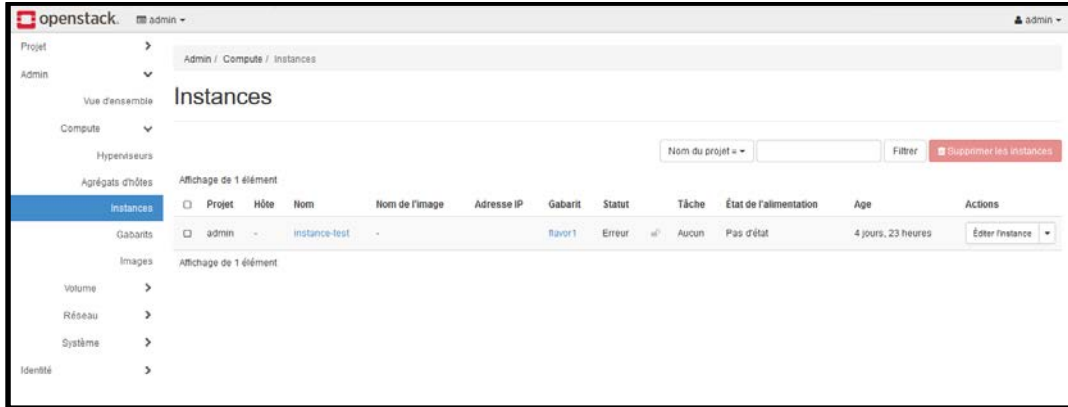 openstack. admin admin
Projet
Admin
Vue d'ensemble
Compute
Hyperviseurs
Agrégats d'hôtes
Instances
Gabarits
Images
Volume
Réseau
Système
Identité
Admin / Compute / Instances
Instances
Nom du projet = Filtrer Supprimer les instances
Affichage de 1 élément
Projet Hôte Nom Nom de l'image Adresse IP Gabarit Statut Tâche État de l'alimentation Age Actions
admin - instance-test - flavor1 Erreur Aucun Pas d'état 4 jours, 23 heures Éditer l'instance
Affichage de 1 élément